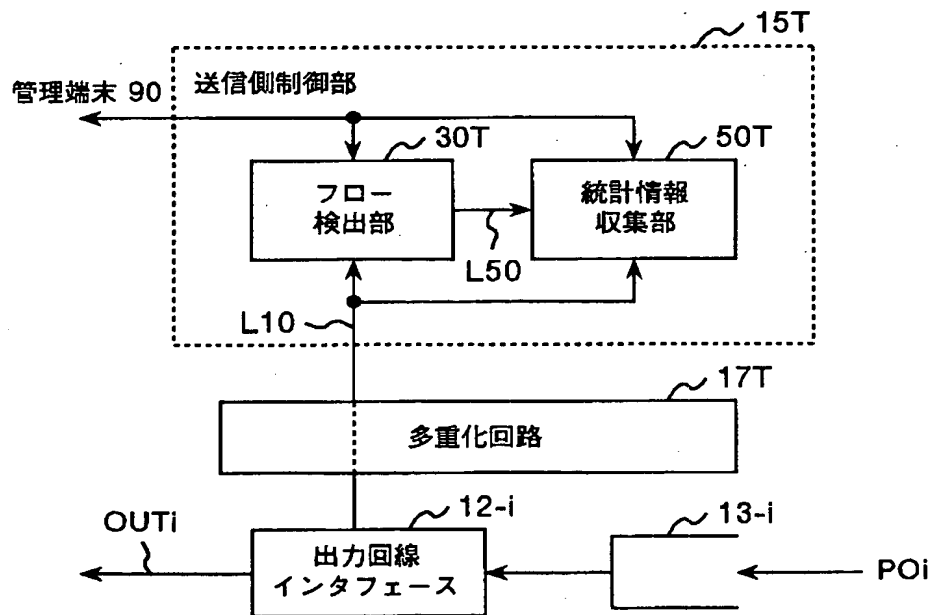 15T
管理端末 90
送信側制御部
30T
50T
フロー
検出部
統計情報
収集部
L50
L10
17T
多重化回路
OUTi
12-i
13-i
出力回線
インタフェース
POi